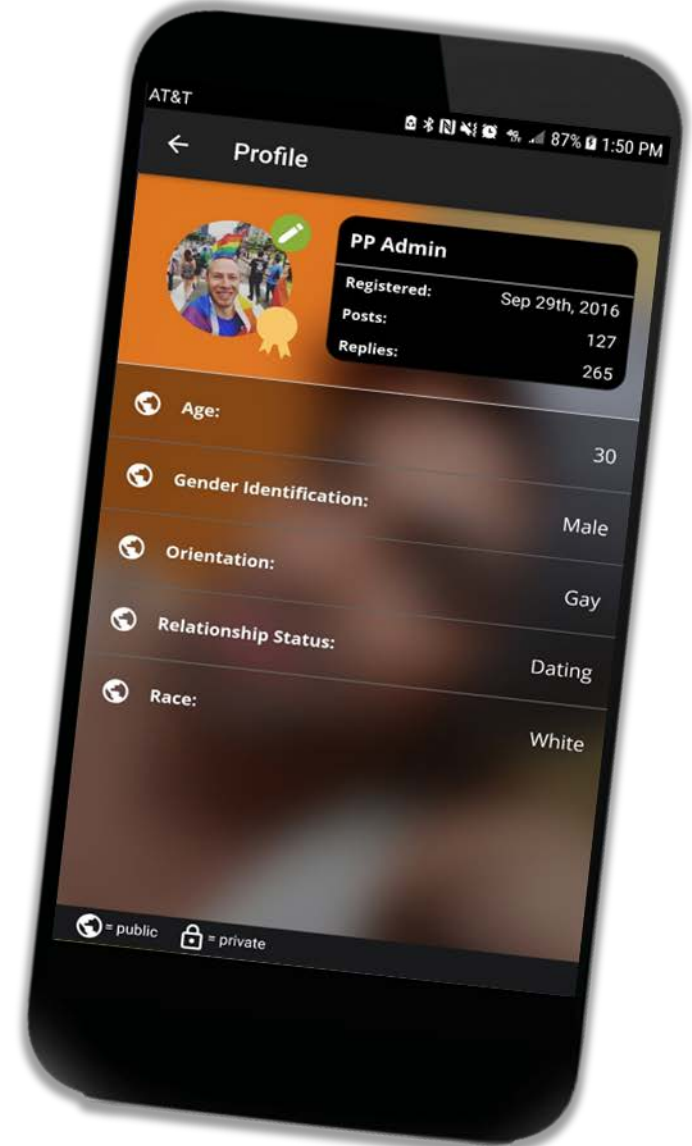 AT&T
87% 1:50 PM
Profile
PP Admin
Registered: Sep 29th, 2016
Posts: 127
Replies: 265
Age: 30
Gender Identification: Male
Orientation: Gay
Relationship Status: Dating
Race: White
= public = private